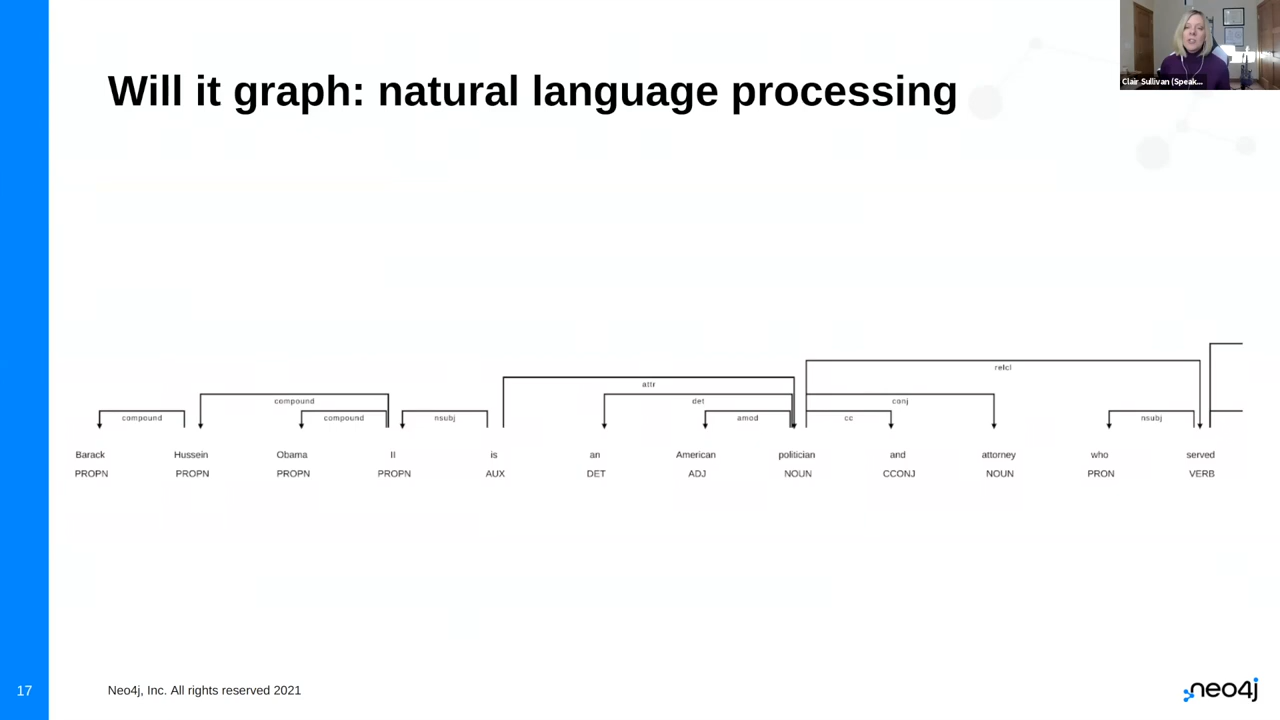 Clair Sullivan (Speak...
Will it graph: natural language processing
relcl
attr
compound det conj
compound compound nsubj amod cc nsubj
Barack Hussein Obama II is an American politician and attorney who served
PROPN PROPN PROPN PROPN AUX DET ADJ NOUN CCONJ NOUN PRON VERB
17 Neo4j, Inc. All rights reserved 2021 neo4j